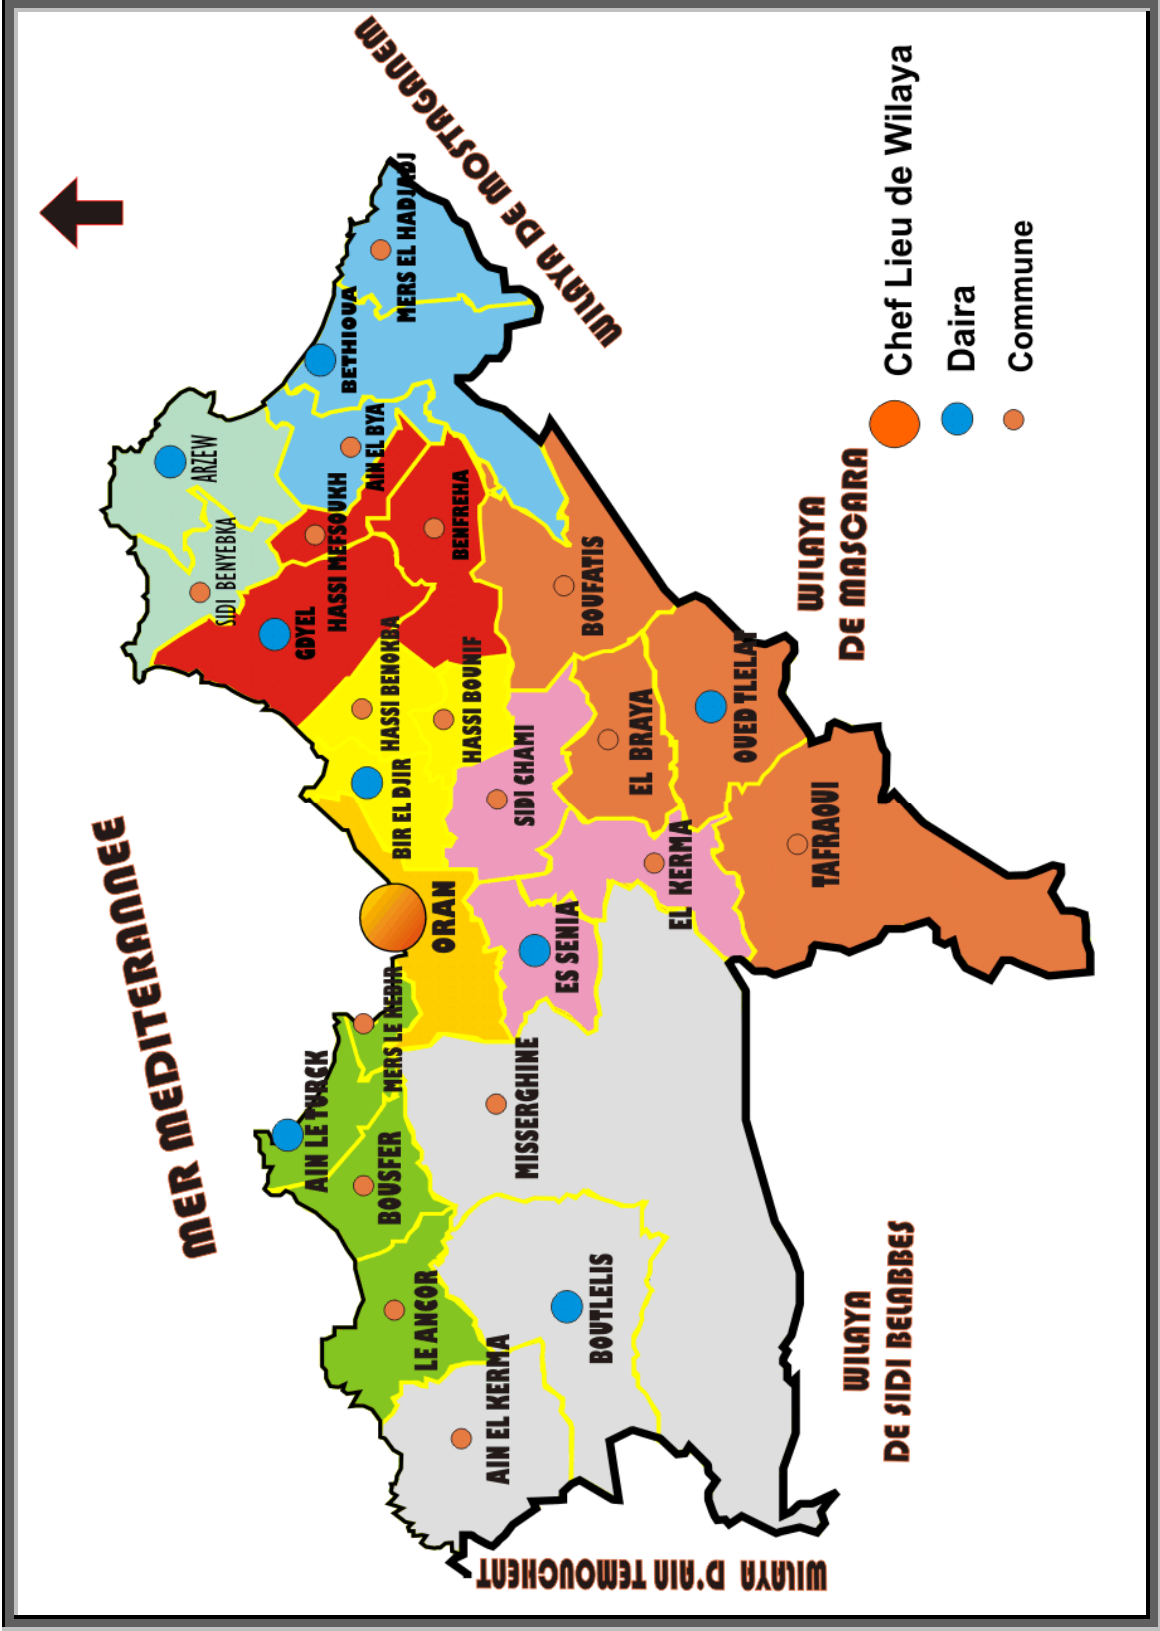 MER MEDITERANNEE
WILAYA DE MOSTAGANEM
WILAYA
DE MASCARA
WILAYA
DE SIDI BELABBES
WILAYA D'AIN TEMOUCHENT
ARZEW
SIDI BENYEBKA
BETHIOUA
MERS EL HADJADJ
AIN EL BYA
HASSI MEFSOUKH
GDYEL
BENFREHA
HASSI BENOKBA
HASSI BOUNIF
BIR EL DJIR
ORAN
SIDI CHAMI
ES SENIA
EL KERMA
BOUFATIS
EL BRAYA
OUED TLELAT
TAFRAOUI
MERS LE KEBIR
AIN LE TURCK
BOUSFER
LE ANCOR
MISSERGHINE
BOUTLELIS
AIN EL KERMA
Chef Lieu de Wilaya
Daira
Commune